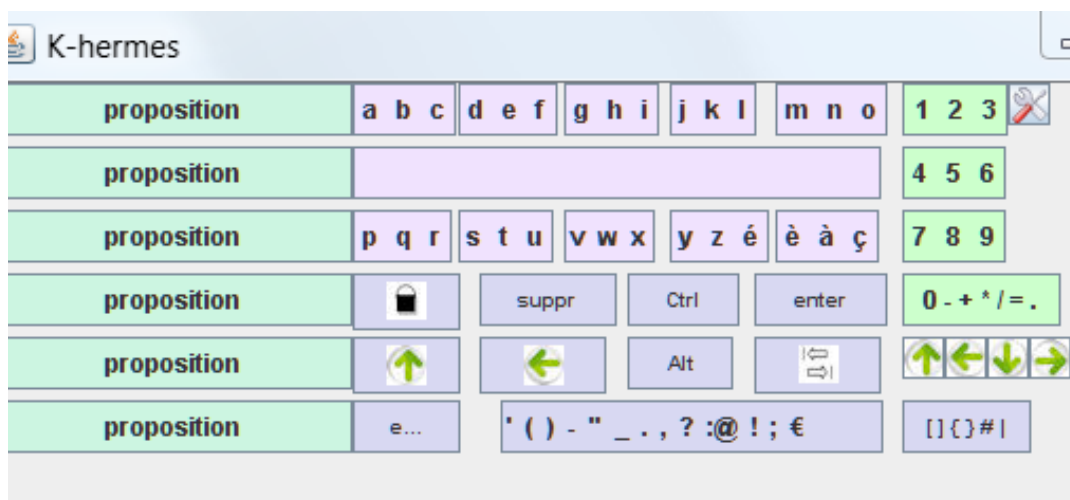 K-hermes
proposition a b c d e f g h i j k l m n o 1 2 3
proposition 4 5 6
proposition p q r s t u v w x y z é è à ç 7 8 9
proposition suppr Ctrl enter 0 - + * / = .
proposition Alt
proposition e... ' ( ) - " _ . , ? : @ ! ; € [ ] { } # |